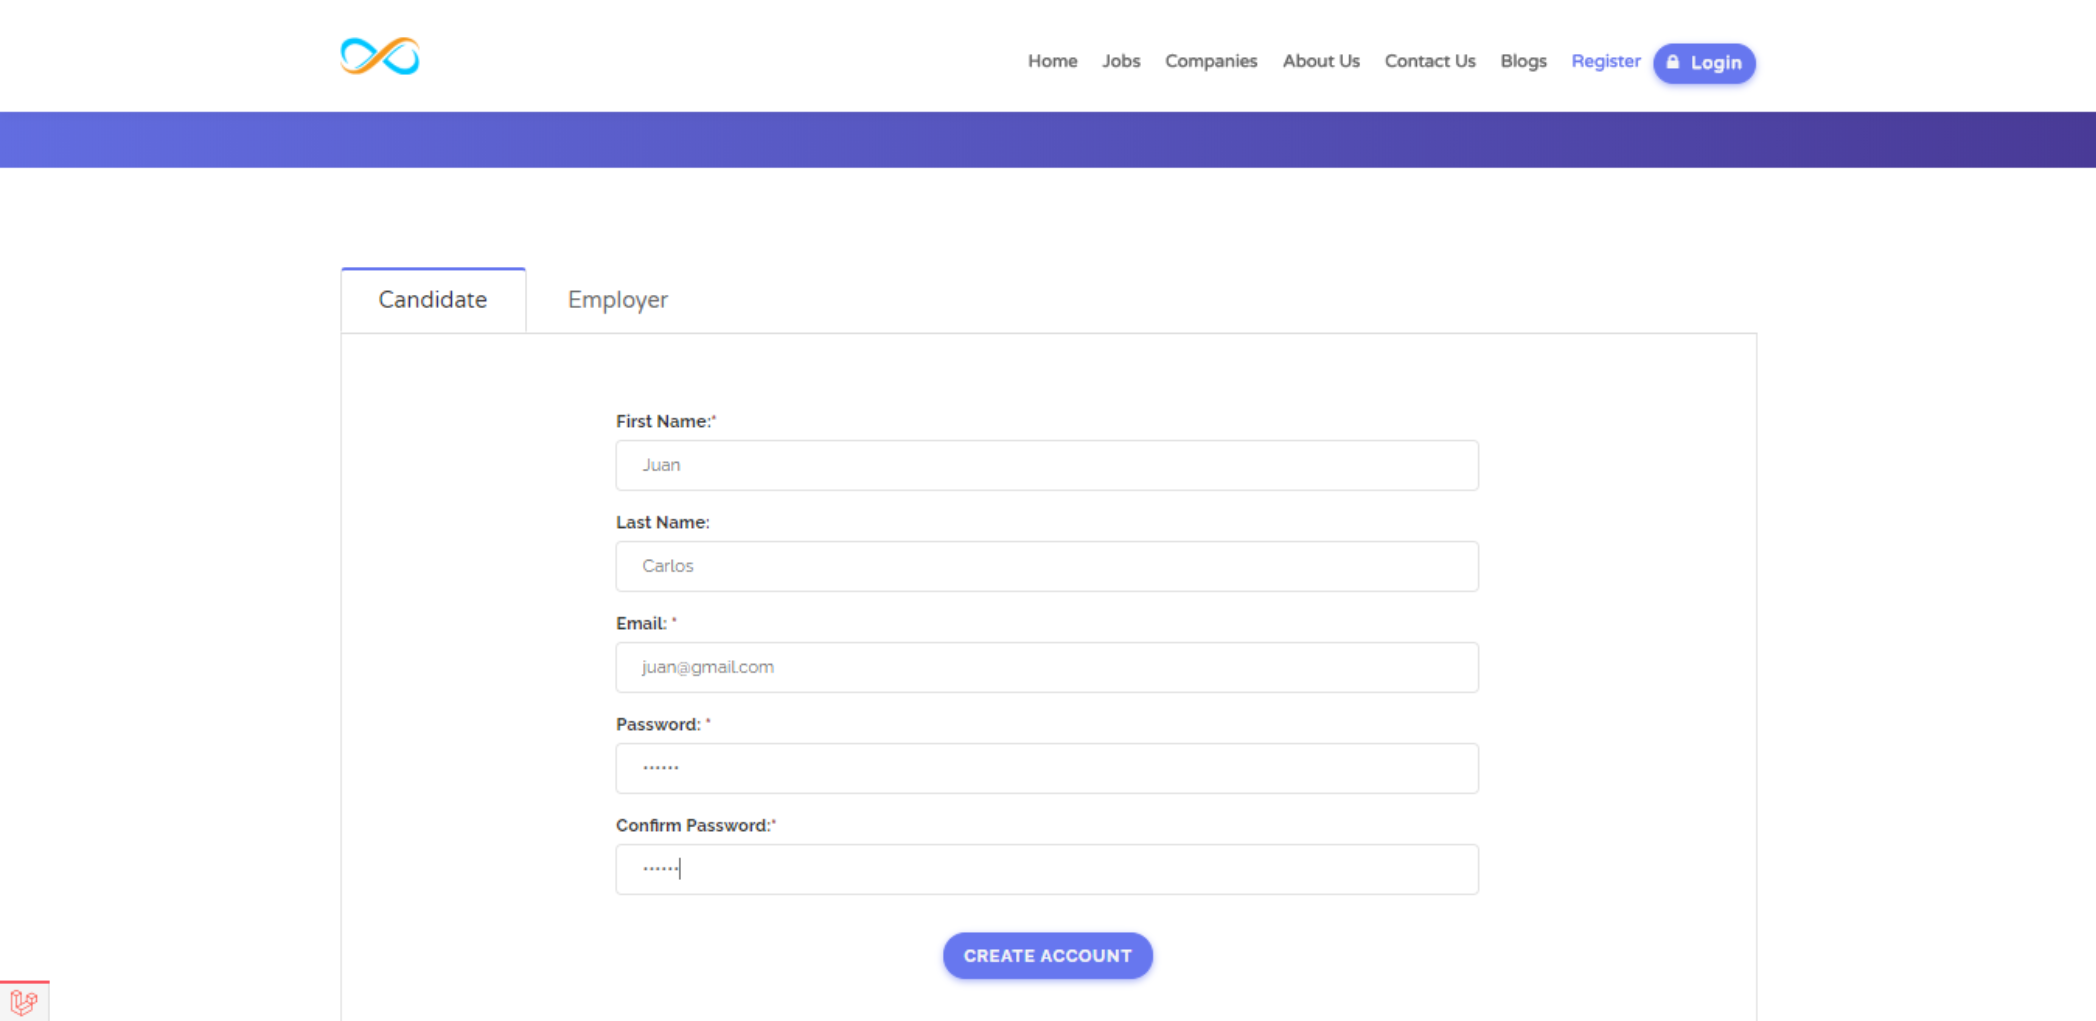 Home Jobs Companies About Us Contact Us Blogs Register Login
Candidate Employer
First Name:*
Juan
Last Name:
Carlos
Email: *
juan@gmail.com
Password: *
······
Confirm Password:*
······
CREATE ACCOUNT